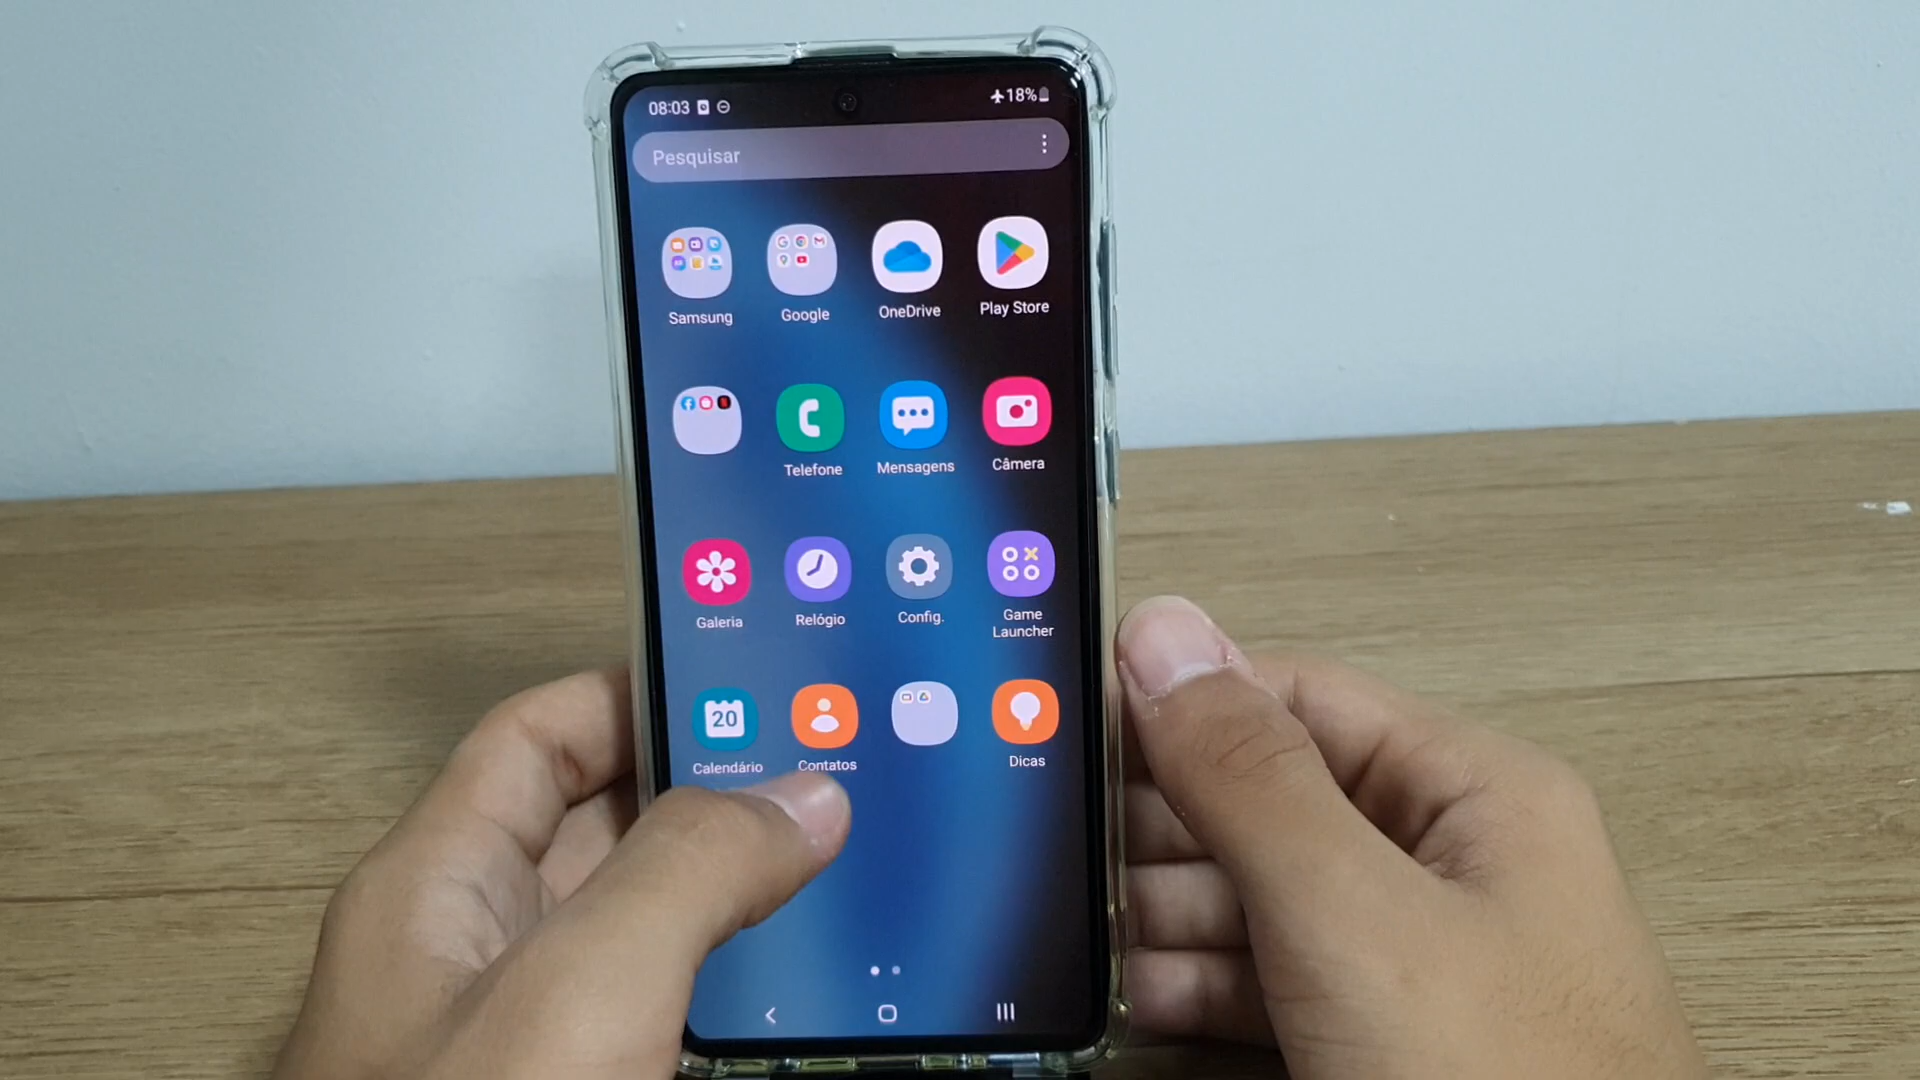 08:03
18%
Pesquisar
Samsung
Google
OneDrive
Play Store
Telefone
Mensagens
Câmera
Galeria
Relógio
Config.
Game
Launcher
20
Calendário
Contatos
Dicas